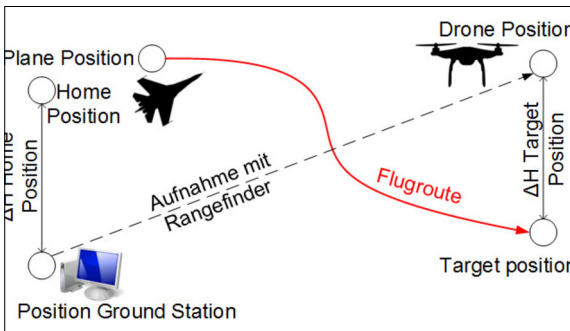 Drone Position
Plane Position
Home
Position
ΔH Home
Position
Aufnahme mit
Rangefinder
Flugroute
ΔH Target
Position
Target position
Position Ground Station